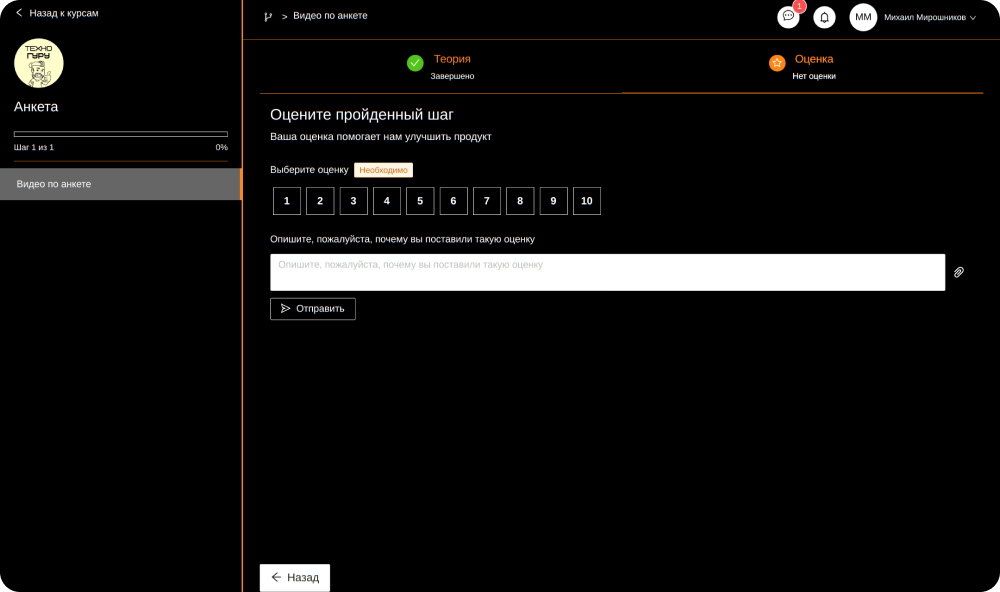 Назад к курсам
ТЕХНО
ГУРУ
Анкета
Шаг 1 из 1 0%
Видео по анкете
> Видео по анкете
1
ММ Михаил Мирошников
Теория
Завершено
Оценка
Нет оценки
Оцените пройденный шаг
Ваша оценка помогает нам улучшить продукт
Выберите оценку Необходимо
1 2 3 4 5 6 7 8 9 10
Опишите, пожалуйста, почему вы поставили такую оценку
Опишите, пожалуйста, почему вы поставили такую оценку
Отправить
Назад